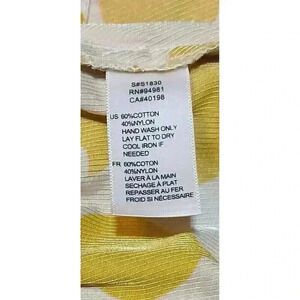 S#S1830
RN#94981
CA#40198
US 60%COTTON
40%NYLON
HAND WASH ONLY
LAY FLAT TO DRY
COOL IRON IF
NEEDED
FR 60%COTON
40%NYLON
LAVER À LA MAIN
SECHAGE À PLAT
REPASSER AU FER
FROID SI NÉCESSAIRE